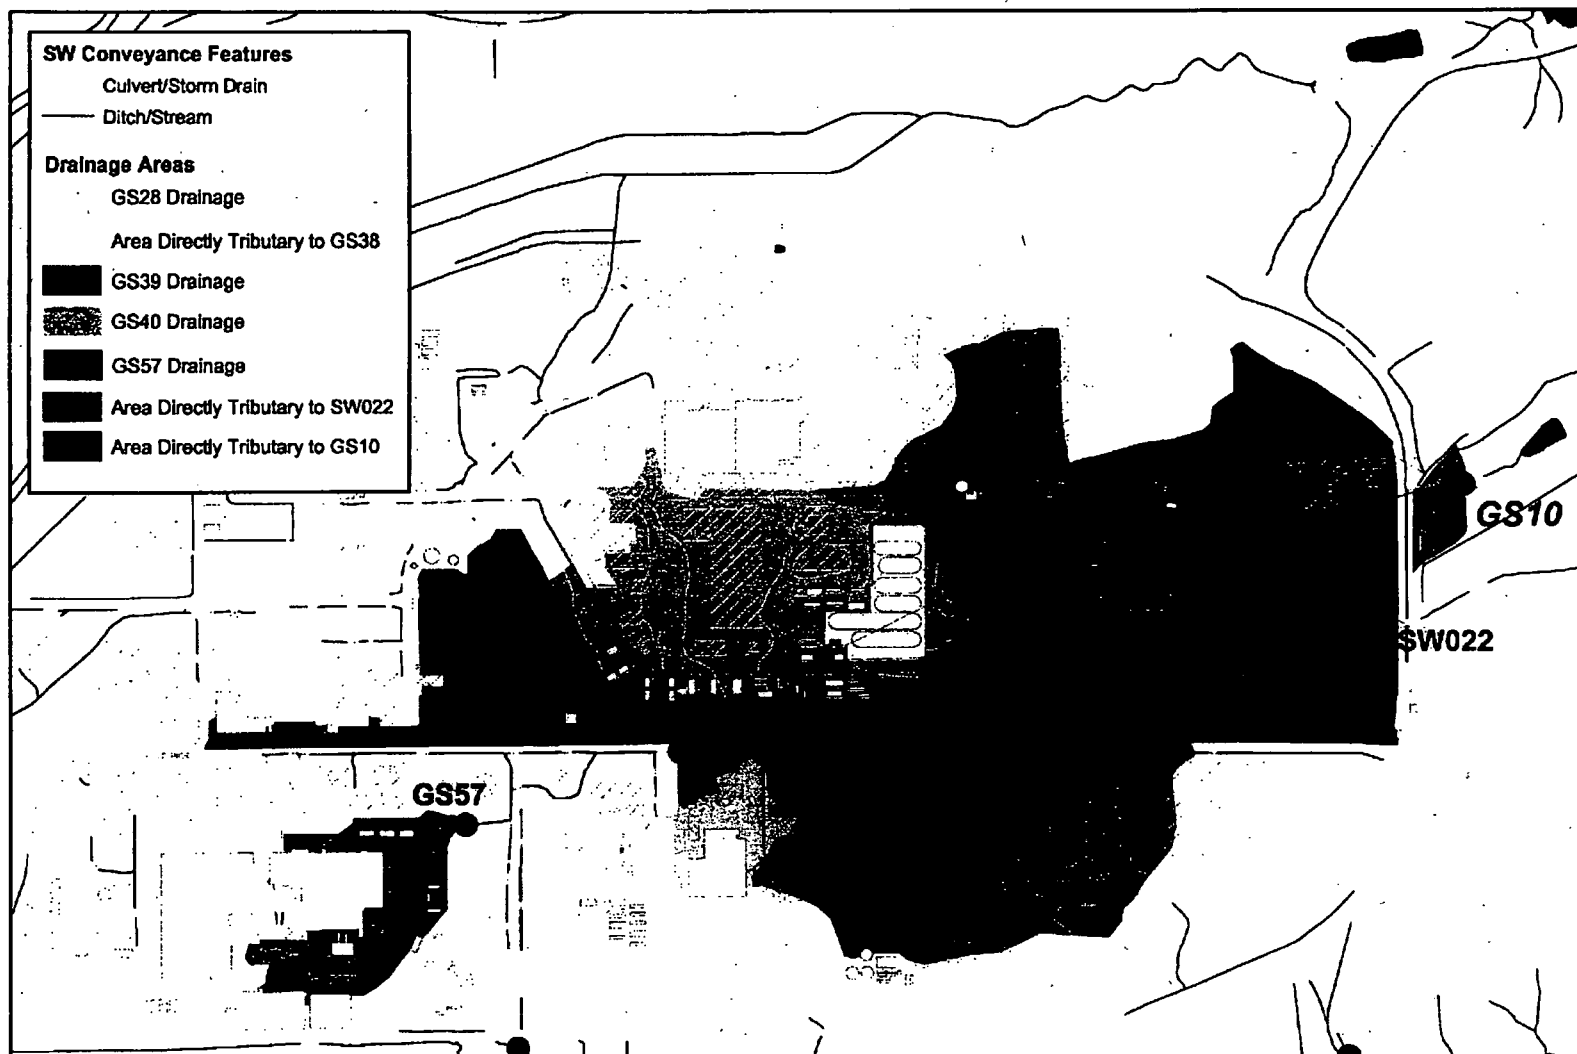 SW Conveyance Features
Culvert/Storm Drain
Ditch/Stream
Drainage Areas
GS28 Drainage
Area Directly Tributary to GS38
GS39 Drainage
GS40 Drainage
GS57 Drainage
Area Directly Tributary to SW022
Area Directly Tributary to GS10
GS10
SW022
GS57